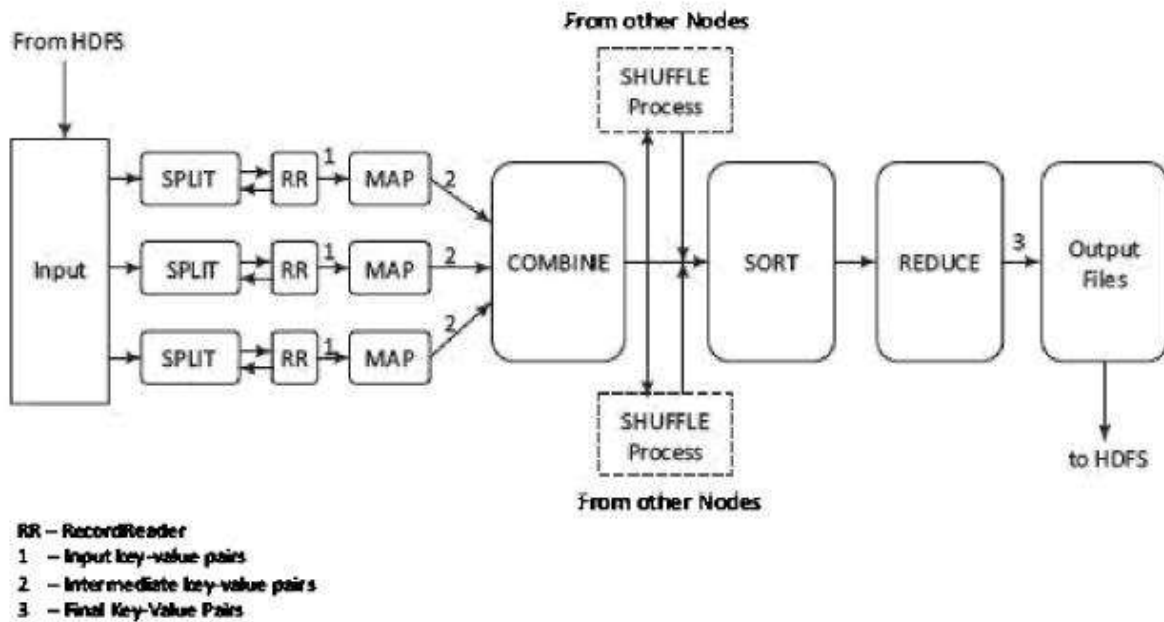 From other Nodes
From HDFS
SHUFFLE
Process
SPLIT
RR
1
MAP
2
Input
SPLIT
RR
1
MAP
2
COMBINE
SORT
REDUCE
3
Output
Files
SPLIT
RR
1
MAP
2
SHUFFLE
Process
to HDFS
From other Nodes
RR – RecordReader
1 – Input key-value pairs
2 – Intermediate key-value pairs
3 – Final Key-Value Pairs